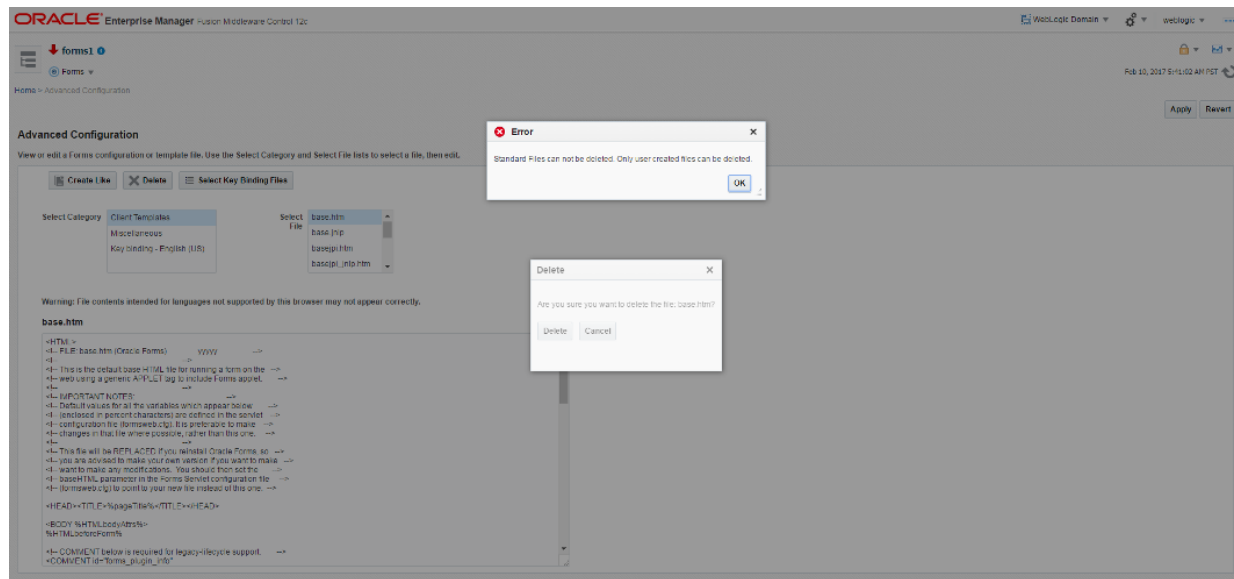 ORACLE Enterprise Manager Fusion Middleware Control 12c
WebLogic Domain
weblogic
forms1
Forms
Feb 10, 2017 5:41:02 AM PST
Home > Advanced Configuration
Apply Revert
Advanced Configuration
View or edit a Forms configuration or template file. Use the Select Category and Select File lists to select a file, then edit.
Error
Standard Files can not be deleted. Only user created files can be deleted.
OK
Create Like Delete Select Key Binding Files
Select Category
Client Templates
Miscellaneous
Key binding - English (US)
Select File
base.htm
base.jnlp
basejpi.htm
basejpi_jnlp.htm
Delete
Are you sure you want to delete the file: base.htm?
Delete Cancel
Warning: File contents intended for languages not supported by this browser may not appear correctly.
base.htm
<HTML>
<!-- FILE: base.htm (Oracle Forms) yyyyy -->
<!-- -->
<!-- This is the default base HTML file for running a form on the -->
<!-- web using a generic APPLET tag to include Forms applet. -->
<!-- -->
<!-- IMPORTANT NOTES: -->
<!-- Default values for all the variables which appear below -->
<!-- (enclosed in percent characters) are defined in the servlet -->
<!-- configuration file (formsweb.cfg). It is preferable to make -->
<!-- changes in that file where possible, rather than this one. -->
<!-- -->
<!-- This file will be REPLACED if you reinstall Oracle Forms, so -->
<!-- you are advised to make your own version if you want to make -->
<!-- want to make any modifications. You should then set the -->
<!-- baseHTML parameter in the Forms Servlet configuration file -->
<!-- (formsweb.cfg) to point to your new file instead of this one. -->
<HEAD><TITLE>%pageTitle%</TITLE></HEAD>
<BODY %HTMLbodyAttrs%>
%HTMLbeforeForm%
<!-- COMMENT below is required for legacy-lifecycle support. -->
<COMMENT id="forms_plugin_info"